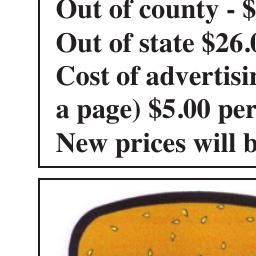 Out of county - $
Out of state $26.0
Cost of advertisin
a page) $5.00 per
New prices will b